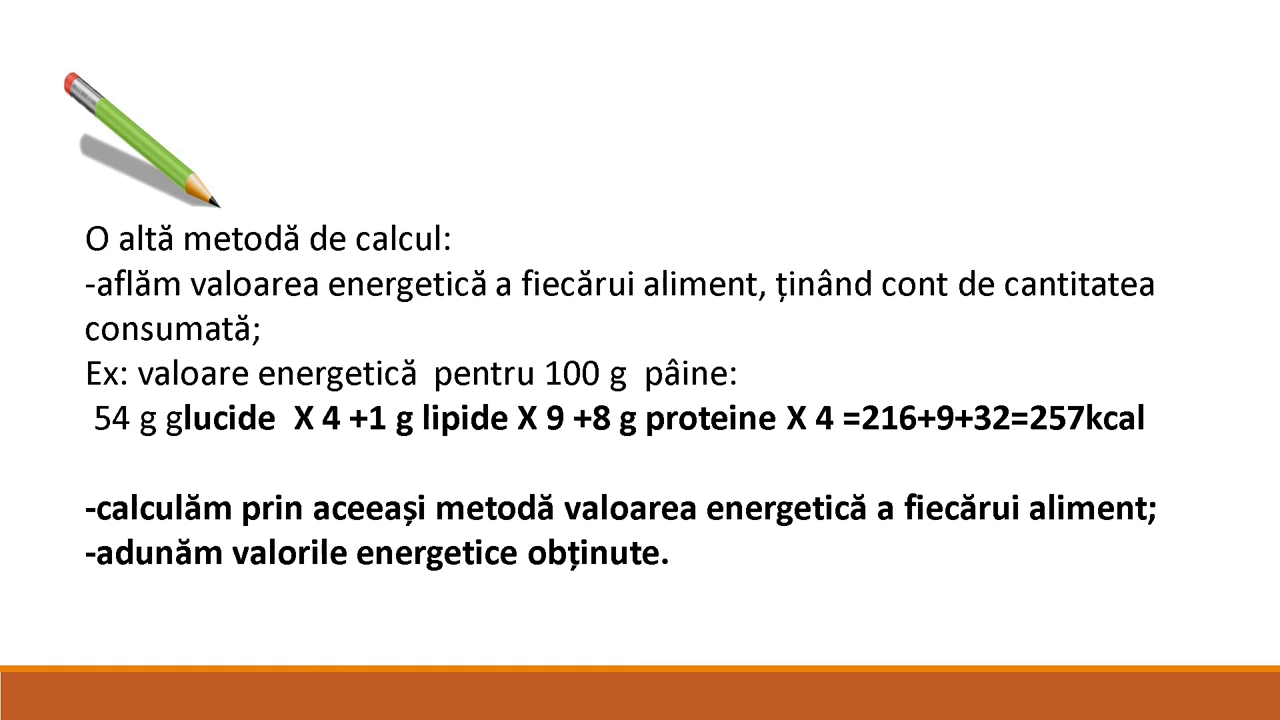 O altă metodă de calcul:
-aflăm valoarea energetică a fiecărui aliment, ținând cont de cantitatea
consumată;
Ex: valoare energetică  pentru 100 g  pâine:
54 g glucide  X 4 +1 g lipide X 9 +8 g proteine X 4 =216+9+32=257kcal
-calculăm prin aceeași metodă valoarea energetică a fiecărui aliment;
-adunăm valorile energetice obținute.